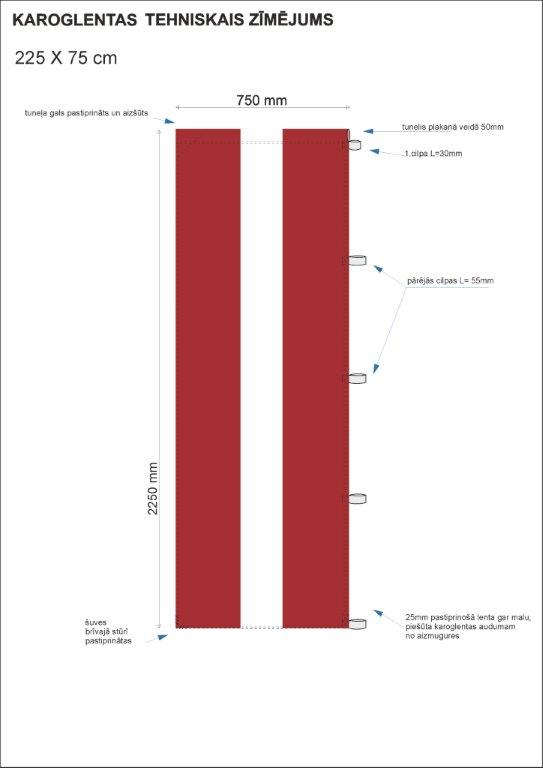 KAROGLENTAS TEHNISKAIS ZĪMĒJUMS
225 X 75 cm
750 mm
tuneļa gals pastiprināts un aizšūts
tunelis plakanā veidā 50mm
1.cilpa L=30mm
pārējās cilpas L= 55mm
2250 mm
šuves
brīvajā stūrī
pastiprinātas
25mm pastiprinošā lenta gar malu,
piešūta karoglentas audumam
no aizmugures